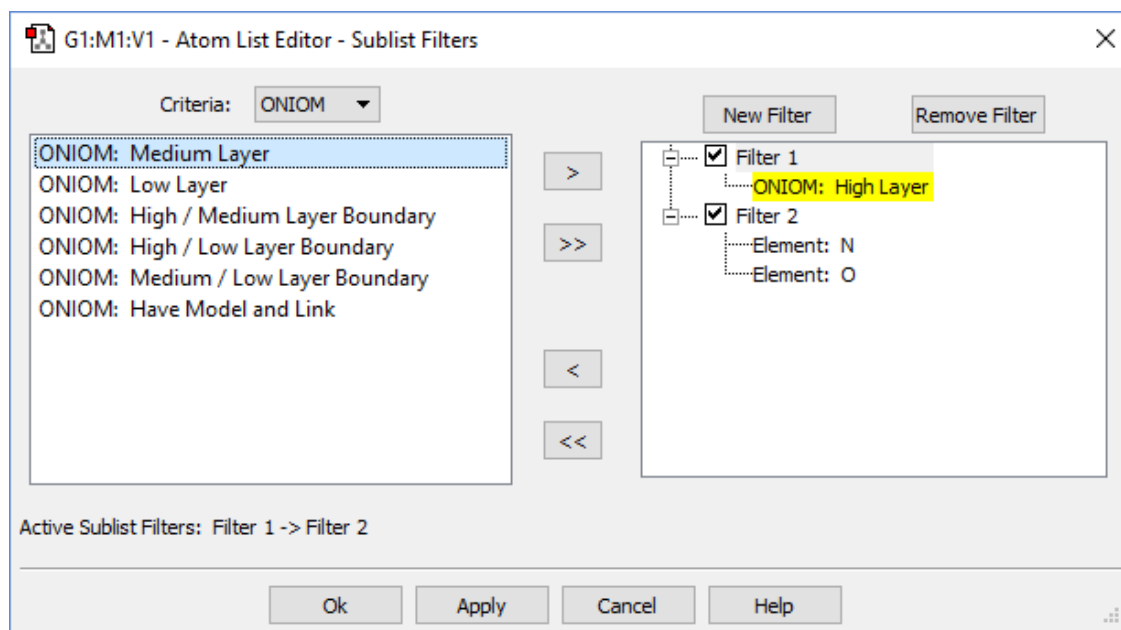 G1:M1:V1 - Atom List Editor - Sublist Filters
Criteria: ONIOM
New Filter Remove Filter
ONIOM: Medium Layer
ONIOM: Low Layer
ONIOM: High / Medium Layer Boundary
ONIOM: High / Low Layer Boundary
ONIOM: Medium / Low Layer Boundary
ONIOM: Have Model and Link
>
>>
<
<<
Filter 1
ONIOM: High Layer
Filter 2
Element: N
Element: O
Active Sublist Filters: Filter 1 -> Filter 2
Ok Apply Cancel Help